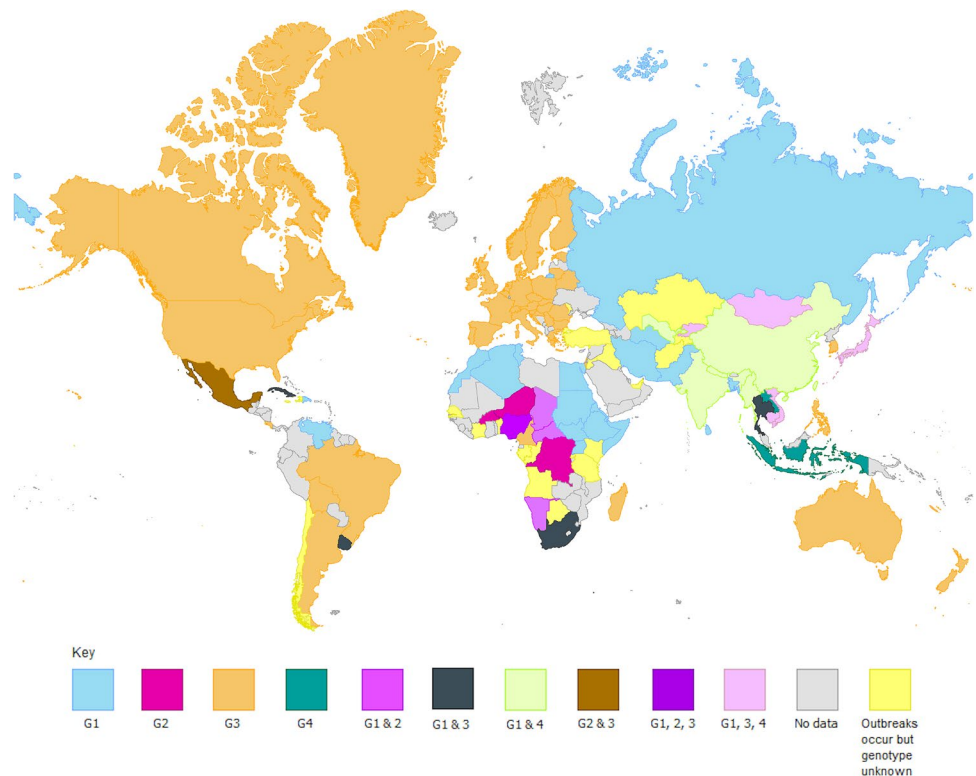 Key
G1
G2
G3
G4
G1 & 2
G1 & 3
G1 & 4
G2 & 3
G1, 2, 3
G1, 3, 4
No data
Outbreaks
occur but
genotype
unknown